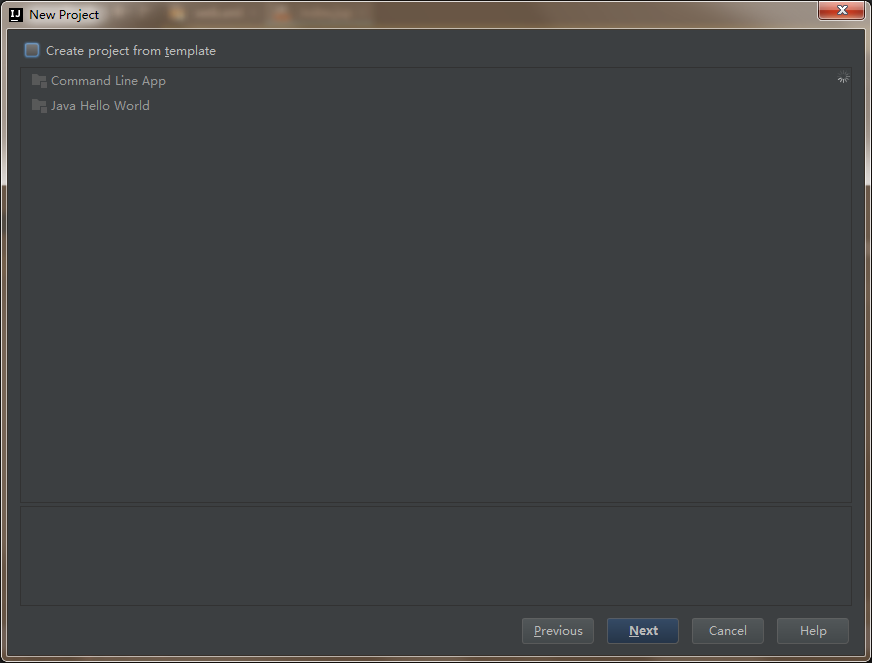 IJ New Project
Create project from template
Command Line App
Java Hello World
Previous Next Cancel Help